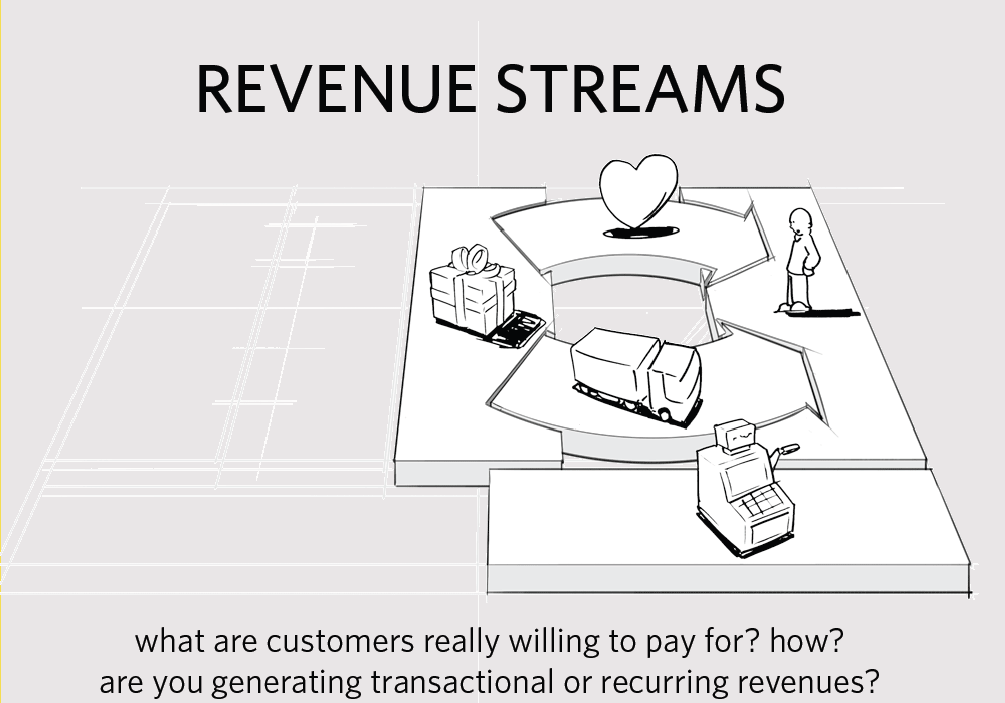 REVENUE STREAMS
what are customers really willing to pay for? how?
are you generating transactional or recurring revenues?